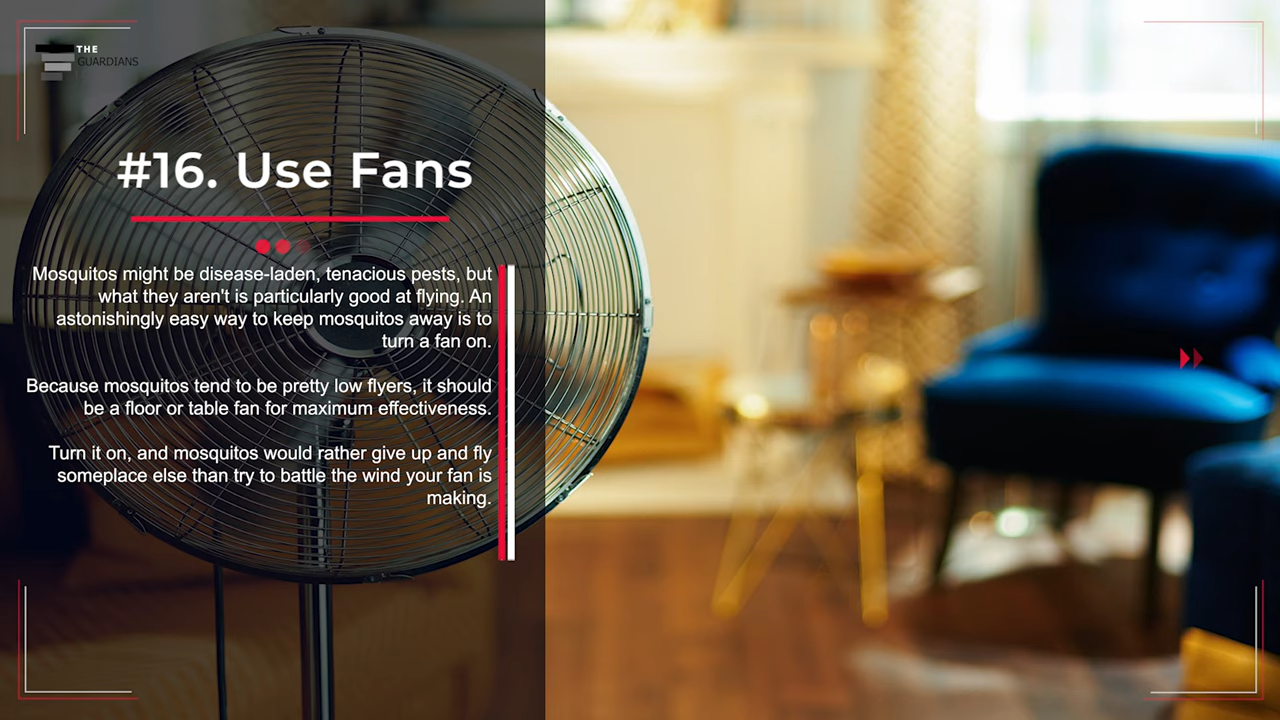 THE
GUARDIANS
#16. Use Fans
Mosquitos might be disease-laden, tenacious pests, but
what they aren't is particularly good at flying. An
astonishingly easy way to keep mosquitos away is to
turn a fan on.
Because mosquitos tend to be pretty low flyers, it should
be a floor or table fan for maximum effectiveness.
Turn it on, and mosquitos would rather give up and fly
someplace else than try to battle the wind your fan is
making.